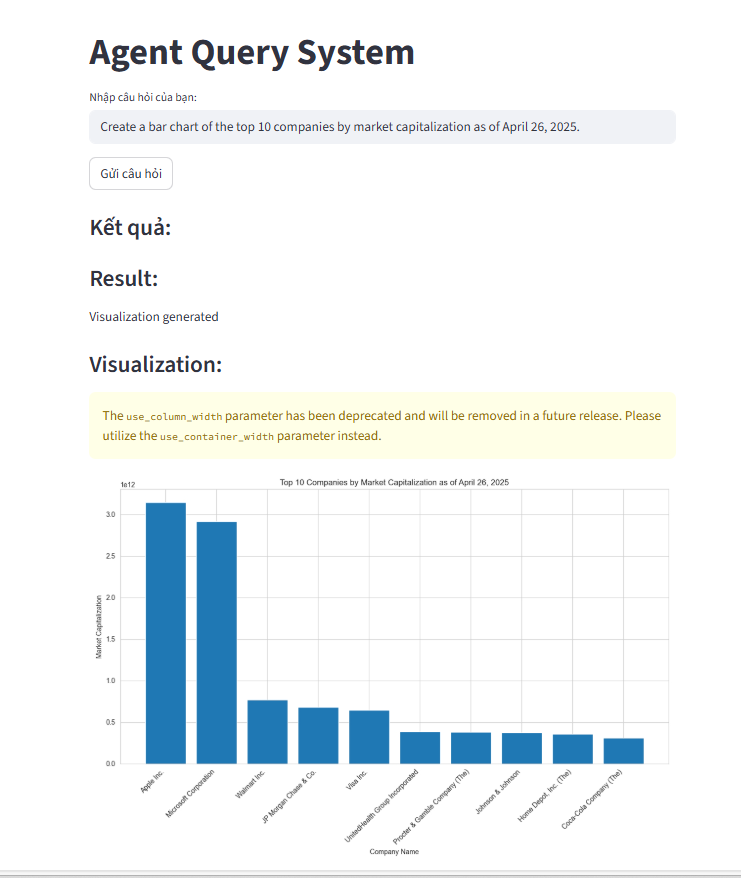 Agent Query System
Nhập câu hỏi của bạn:
Create a bar chart of the top 10 companies by market capitalization as of April 26, 2025.
Gửi câu hỏi
Kết quả:
Result:
Visualization generated
Visualization:
The use_column_width parameter has been deprecated and will be removed in a future release. Please
utilize the use_container_width parameter instead.
1e12
Top 10 Companies by Market Capitalization as of April 26, 2025
3.0
2.5
2.0
1.5
1.0
0.5
0.0
Market Capitalization
Apple Inc.
Microsoft Corporation
Walmart Inc.
JP Morgan Chase & Co.
Visa Inc.
UnitedHealth Group Incorporated
Procter & Gamble Company (The)
Johnson & Johnson
Home Depot, Inc. (The)
Coca-Cola Company (The)
Company Name